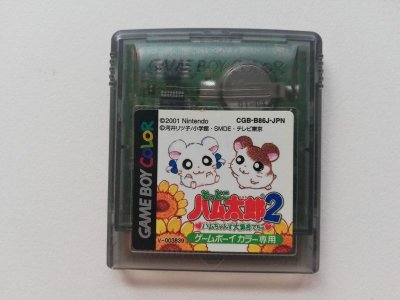 GAME BOY COLOR
©2001 Nintendo
CGB-B86J-JPN
©河井リツ子/小学館・SMDE・テレビ東京
GAME BOY COLOR
とっとこ
ハム太郎2
ハムちゃんず大集合でちゅ
ゲームボーイカラー専用
V-003839